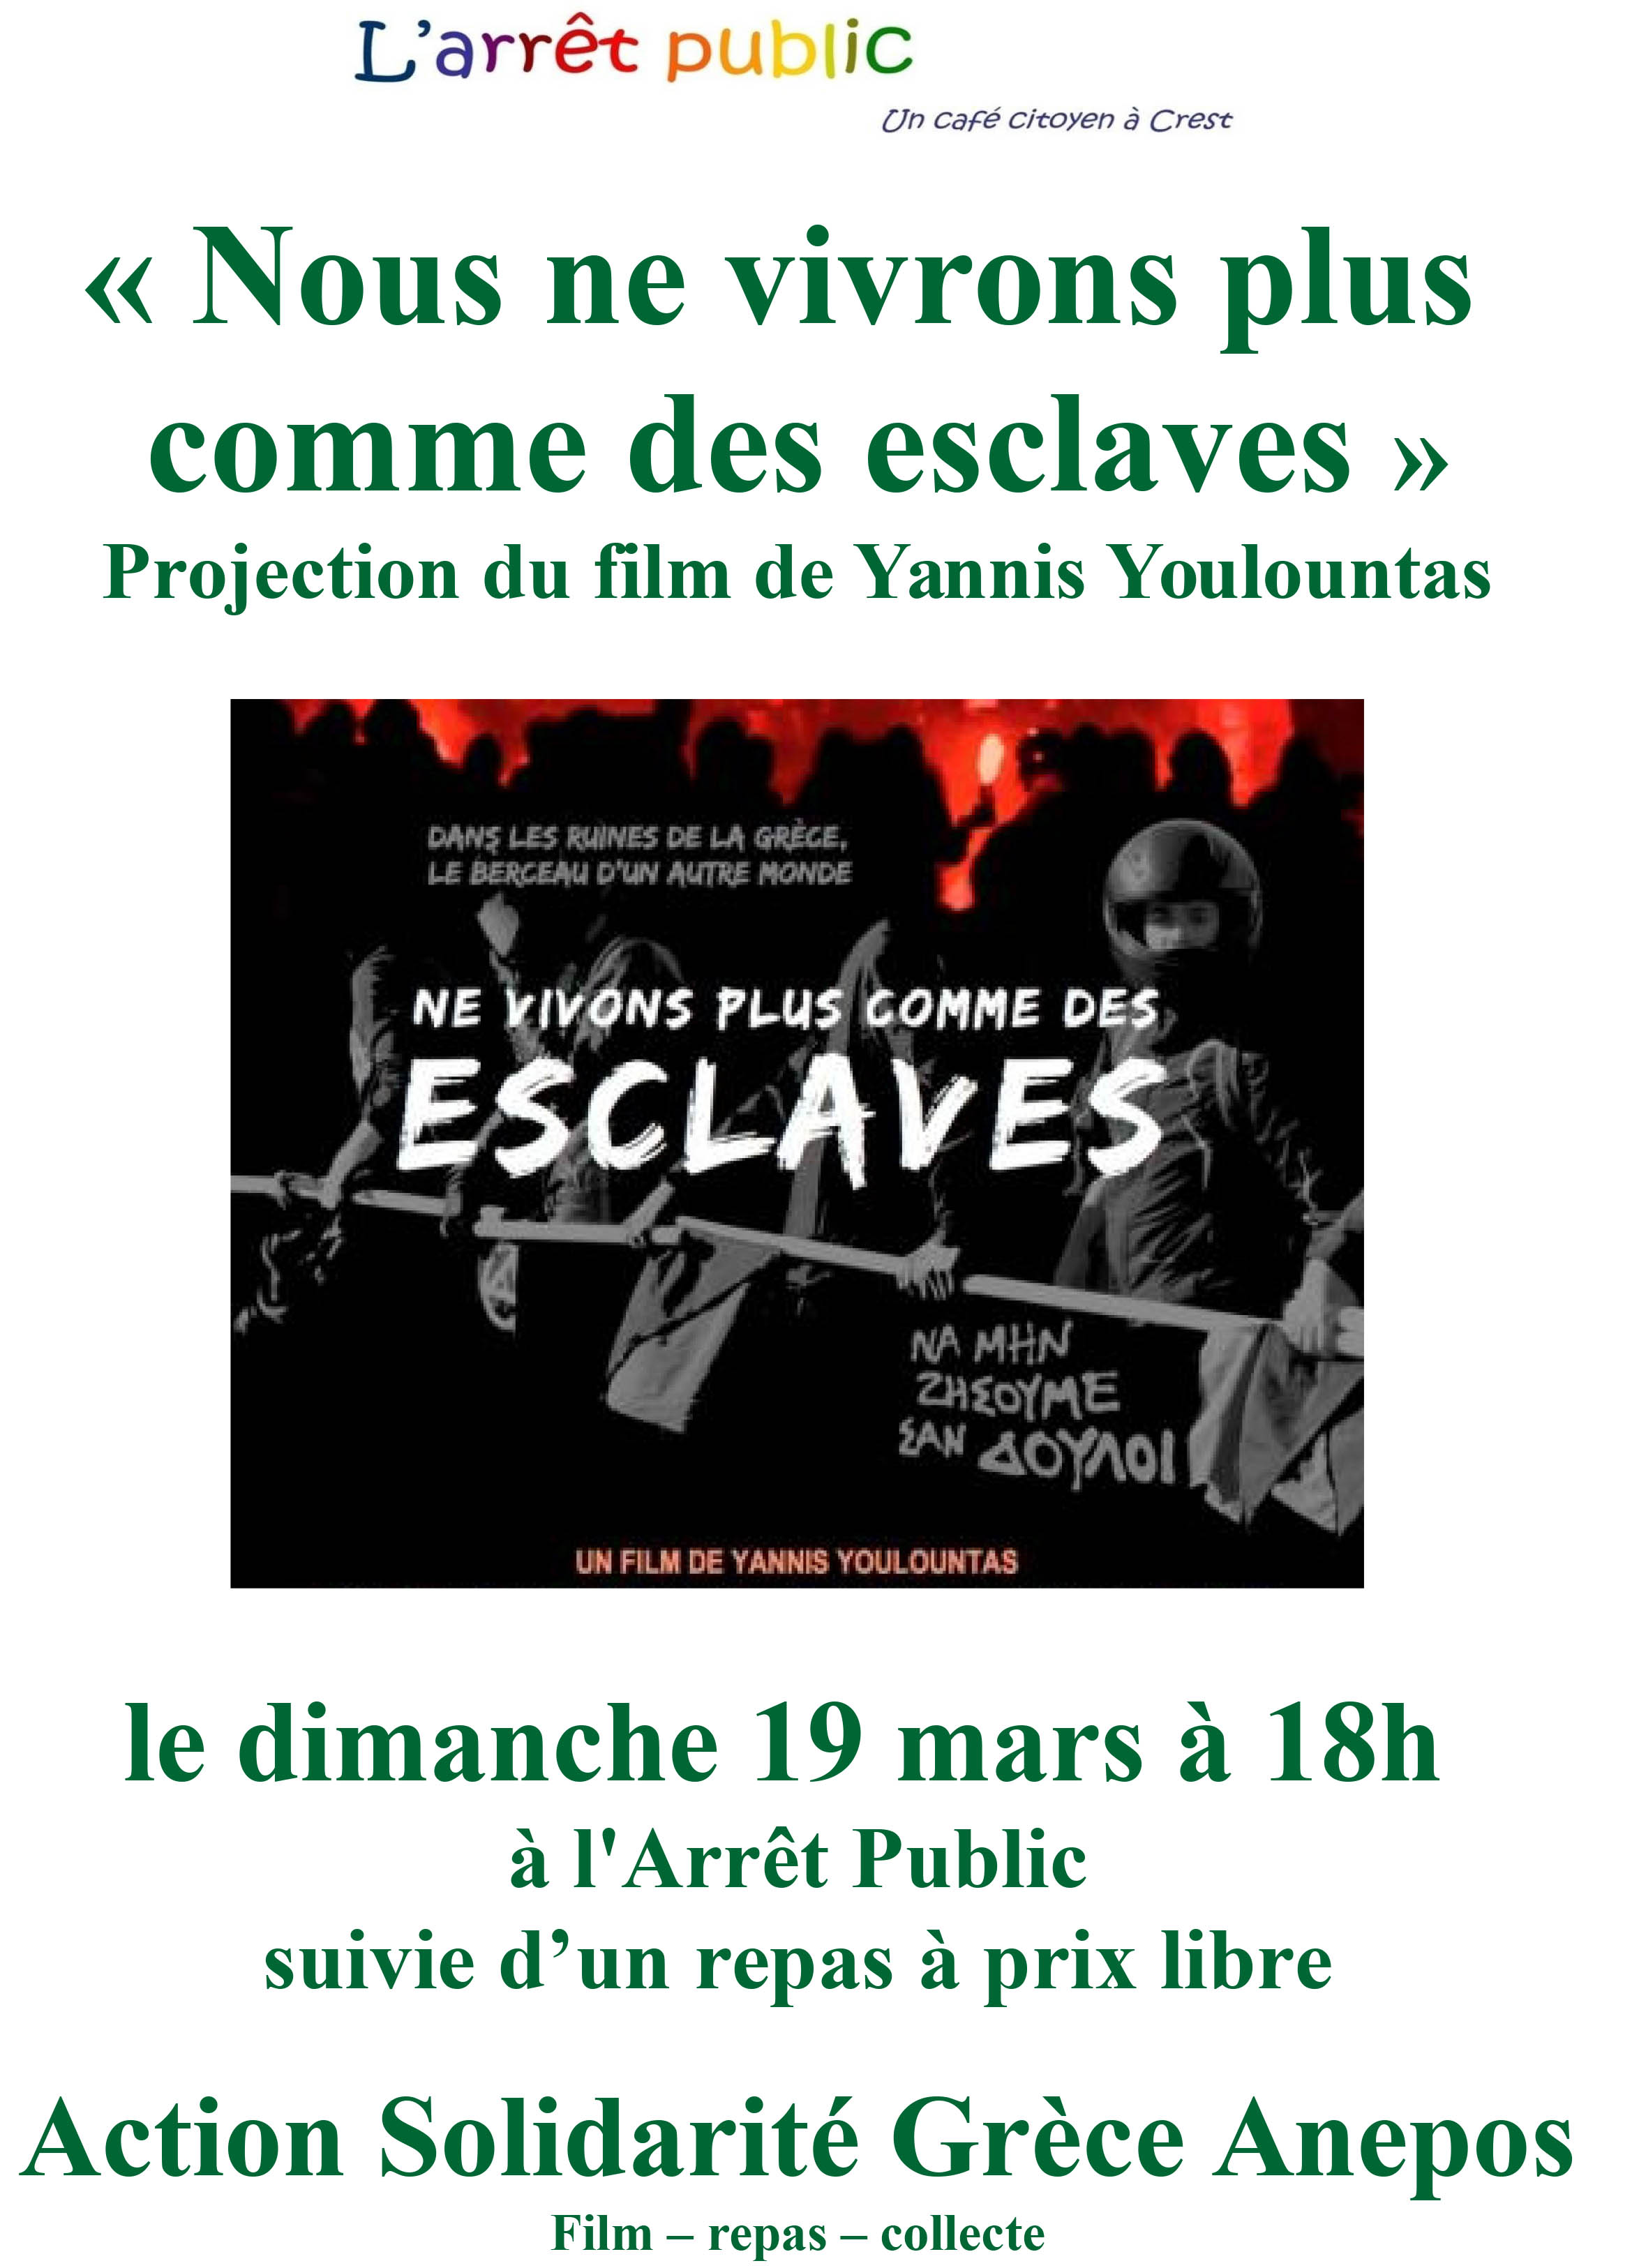 L'arrêt public
Un café citoyen à Crest
« Nous ne vivrons plus
comme des esclaves »
Projection du film de Yannis Youlountas
DANS LES RUINES DE LA GRÈCE,
LE BERCEAU D'UN AUTRE MONDE
NE VIVONS PLUS COMME DES
ESCLAVES
ΝΑ ΜΗΝ
ΖΗΣΟΥΜΕ
ΣΑΝ ΔΟΥΛΟΙ
UN FILM DE YANNIS YOULOUNTAS
le dimanche 19 mars à 18h
à l'Arrêt Public
suivie d’un repas à prix libre
Action Solidarité Grèce Anepos
Film – repas – collecte